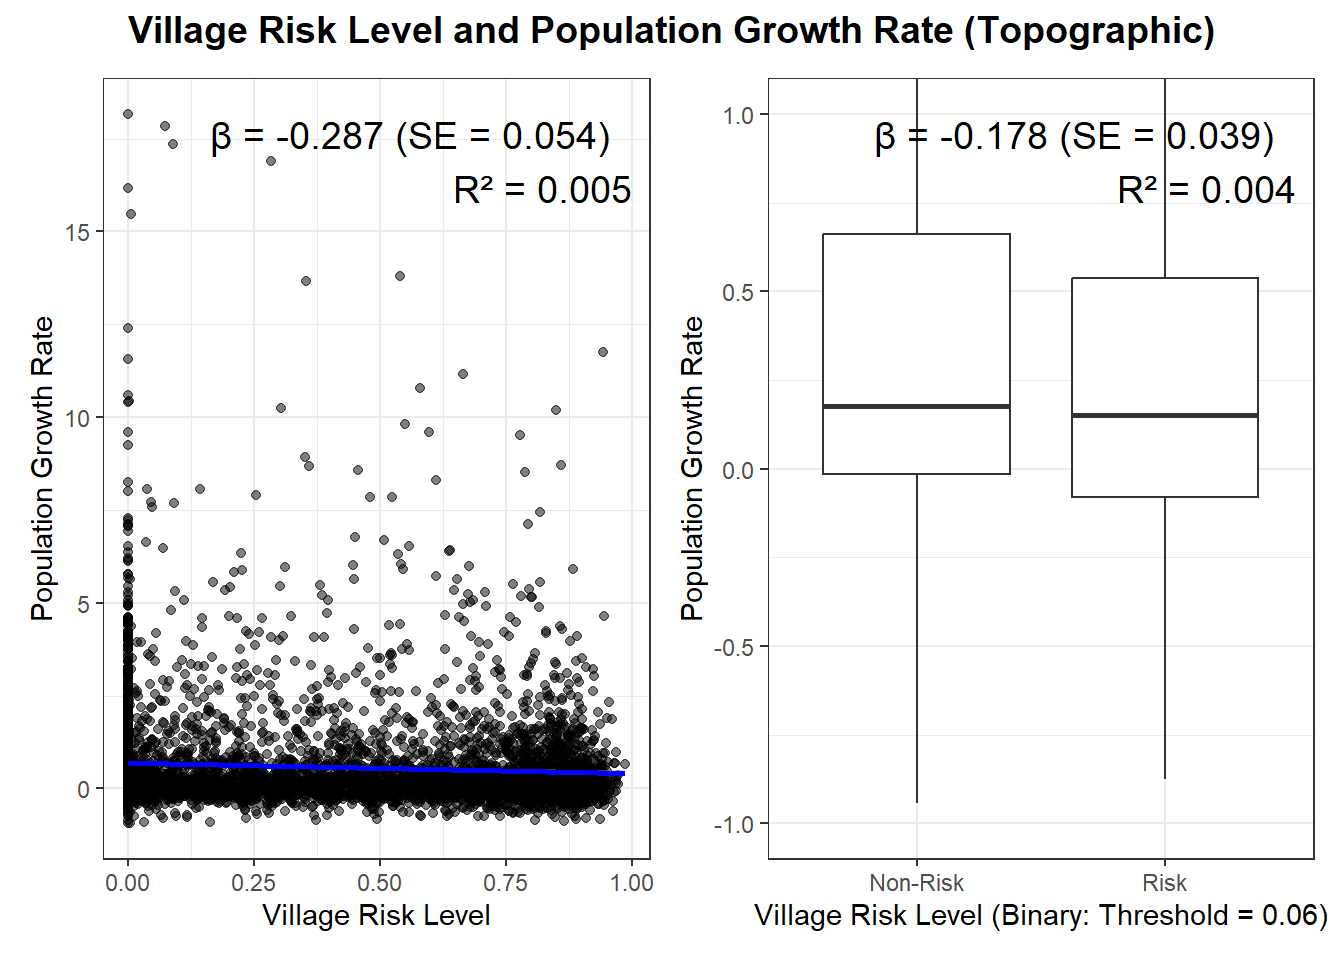 Village Risk Level and Population Growth Rate (Topographic)
β = -0.287 (SE = 0.054)
R² = 0.005
Population Growth Rate
15
10
5
0
0.00 0.25 0.50 0.75 1.00
Village Risk Level
β = -0.178 (SE = 0.039)
R² = 0.004
Population Growth Rate
1.0
0.5
0.0
-0.5
-1.0
Non-Risk Risk
Village Risk Level (Binary: Threshold = 0.06)